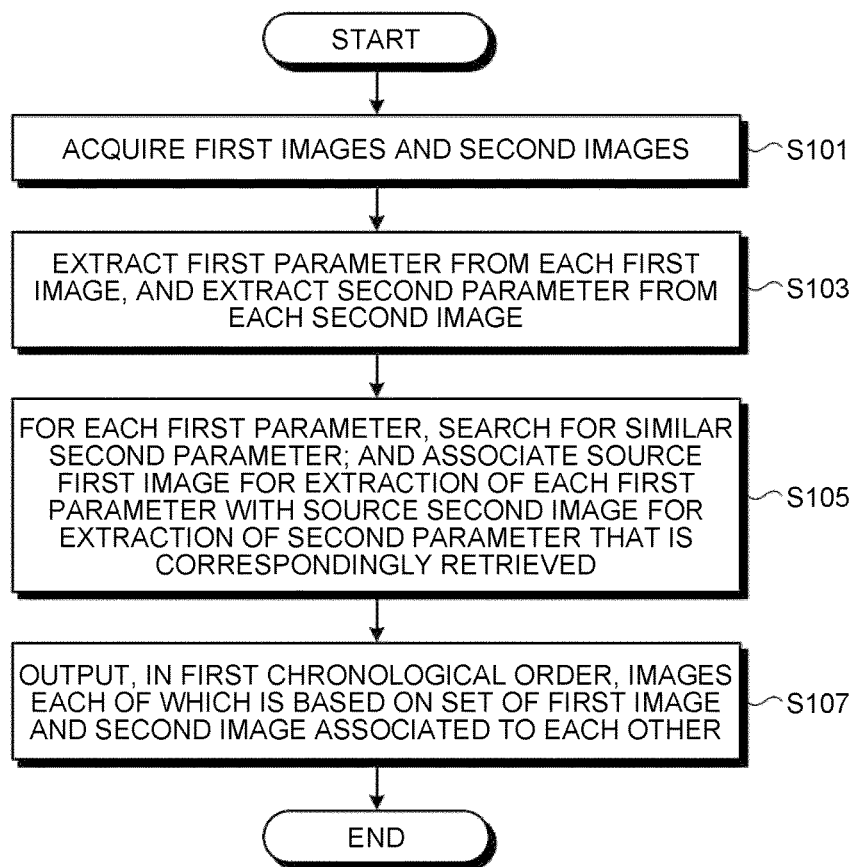 START
ACQUIRE FIRST IMAGES AND SECOND IMAGES
S101
EXTRACT FIRST PARAMETER FROM EACH FIRST
IMAGE, AND EXTRACT SECOND PARAMETER FROM
EACH SECOND IMAGE
S103
FOR EACH FIRST PARAMETER, SEARCH FOR SIMILAR
SECOND PARAMETER; AND ASSOCIATE SOURCE
FIRST IMAGE FOR EXTRACTION OF EACH FIRST
PARAMETER WITH SOURCE SECOND IMAGE FOR
EXTRACTION OF SECOND PARAMETER THAT IS
CORRESPONDINGLY RETRIEVED
S105
OUTPUT, IN FIRST CHRONOLOGICAL ORDER, IMAGES
EACH OF WHICH IS BASED ON SET OF FIRST IMAGE
AND SECOND IMAGE ASSOCIATED TO EACH OTHER
S107
END